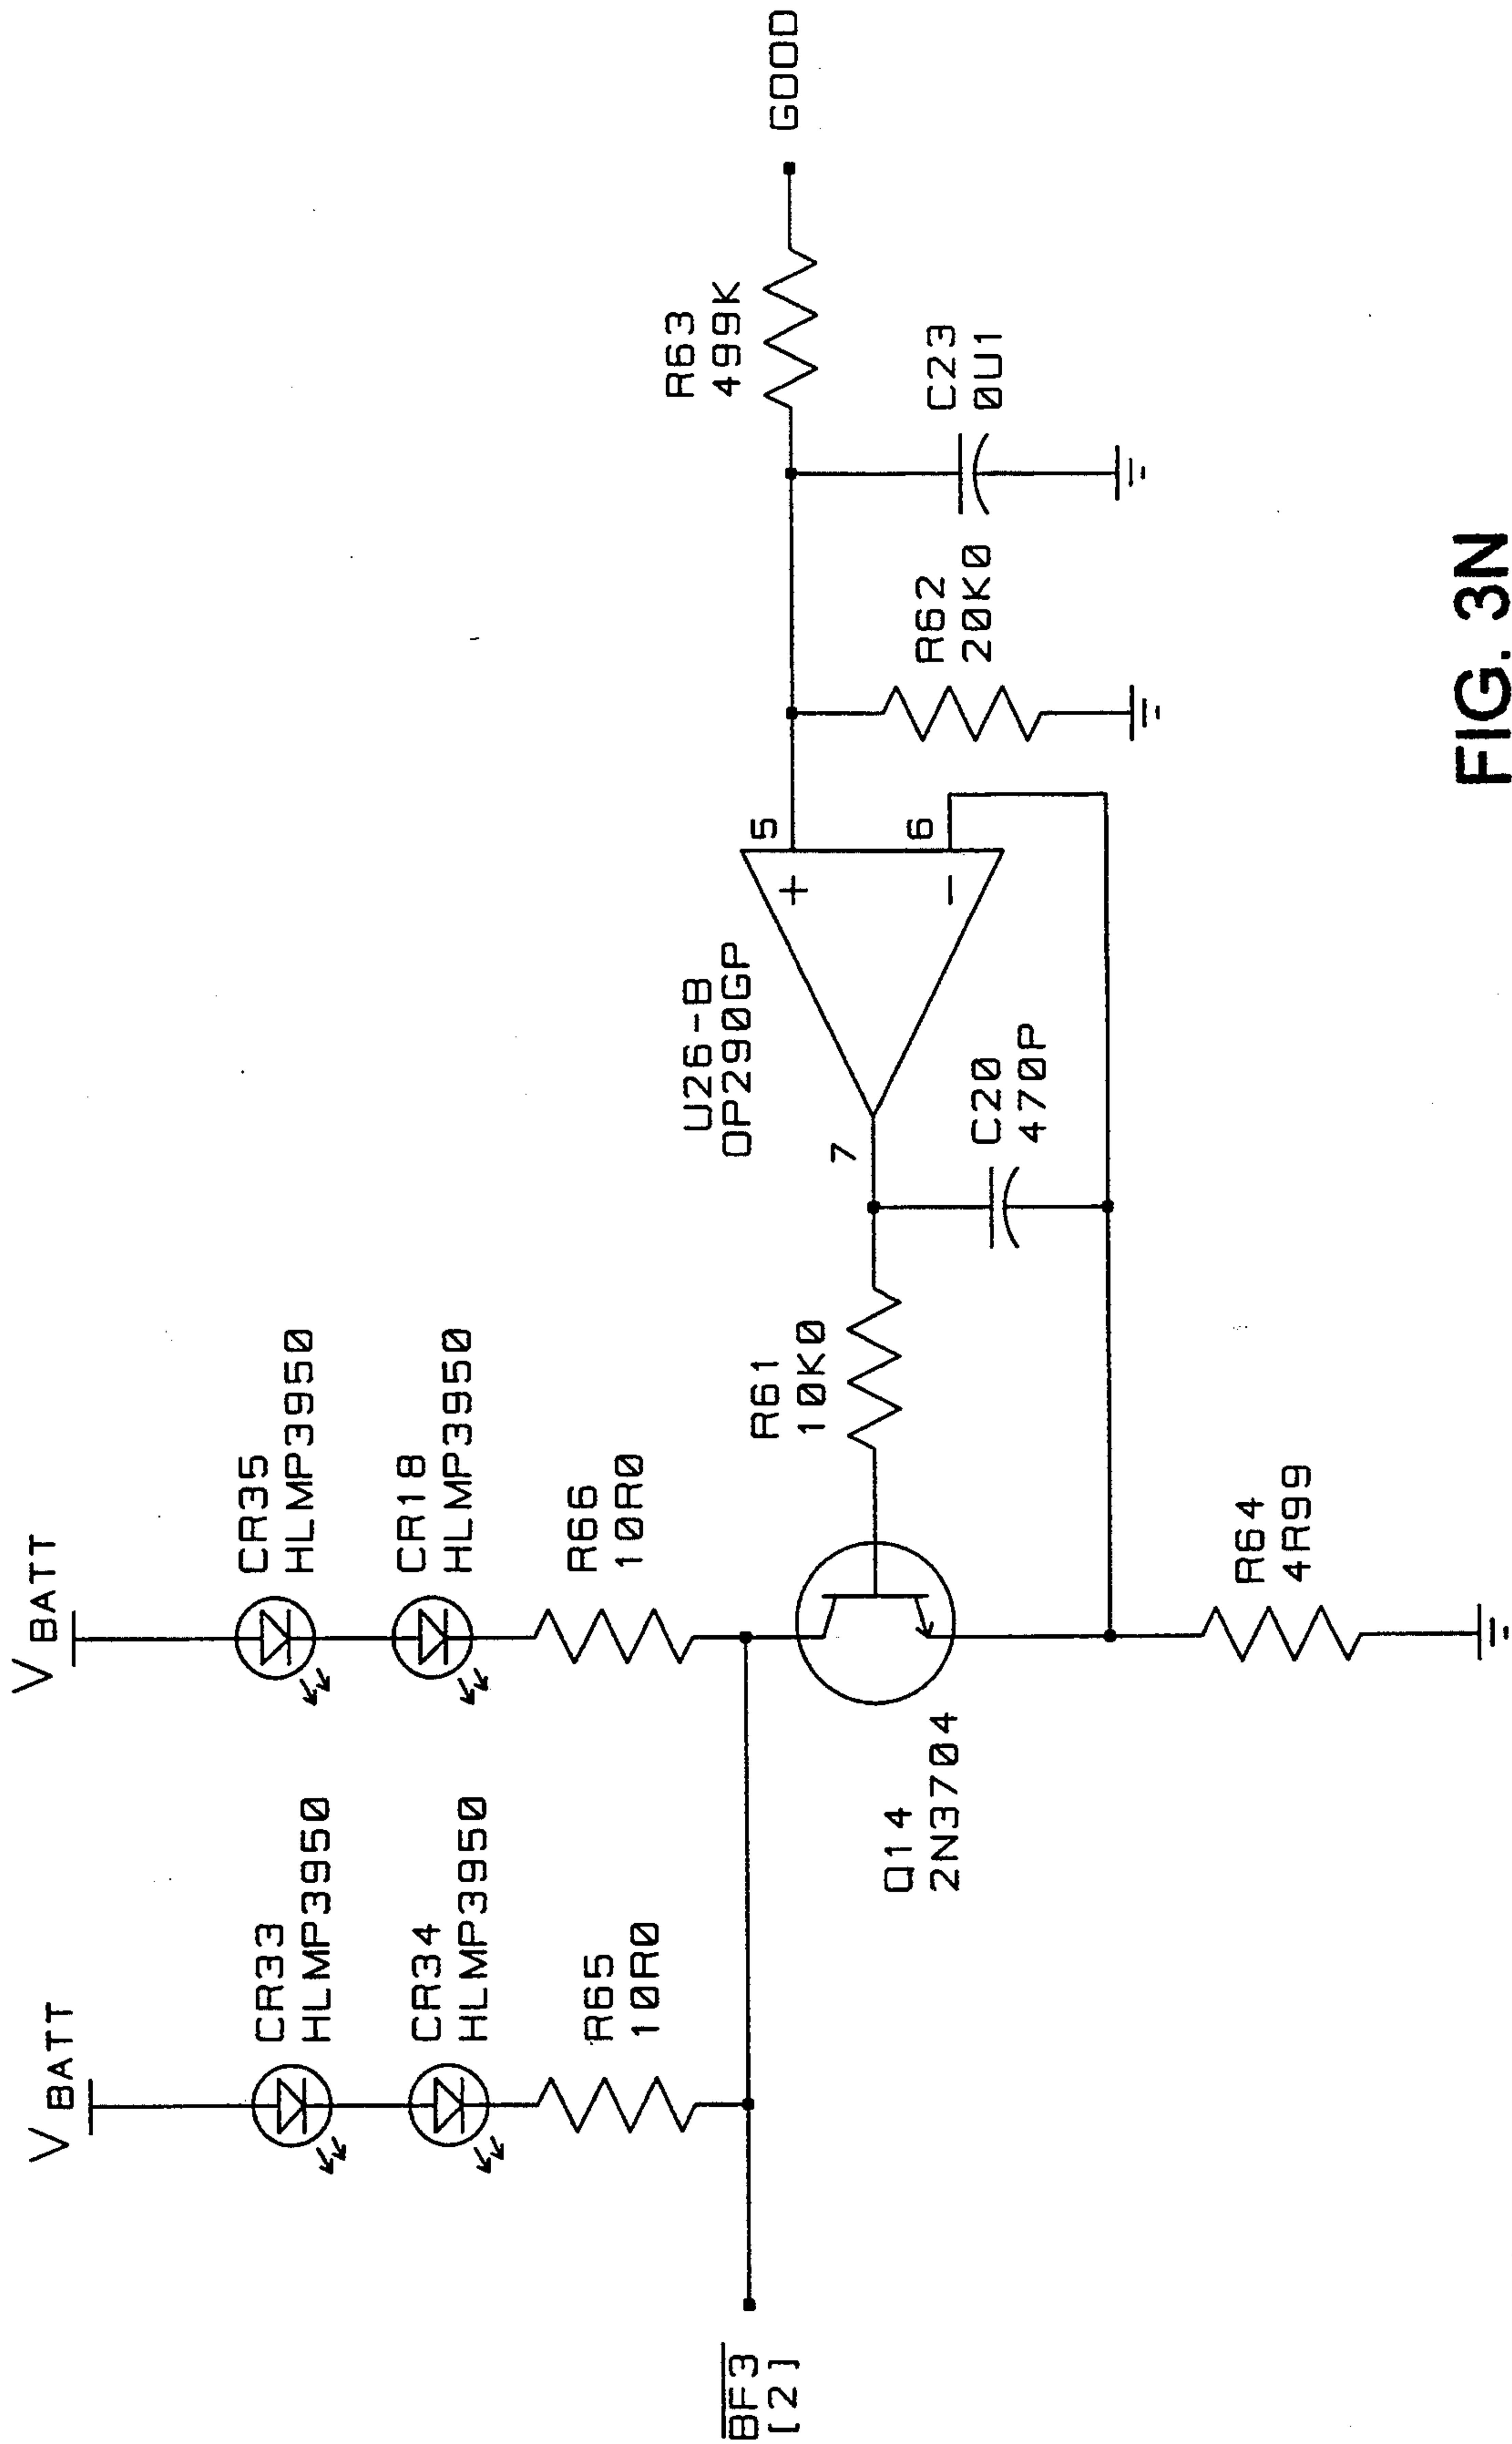 V BATT
V BATT
CR35
HLMP3950
CR33
HLMP3950
CR18
HLMP3950
CR34
HLMP3950
R66
10R0
R65
10R0
BF3
[2]
Q14
2N3704
R61
10K0
R64
4R99
7
C20
470P
U26-B
OP290GP
+
-
5
6
R62
20K0
C23
0U1
R63
499K
GOOD
FIG. 3N